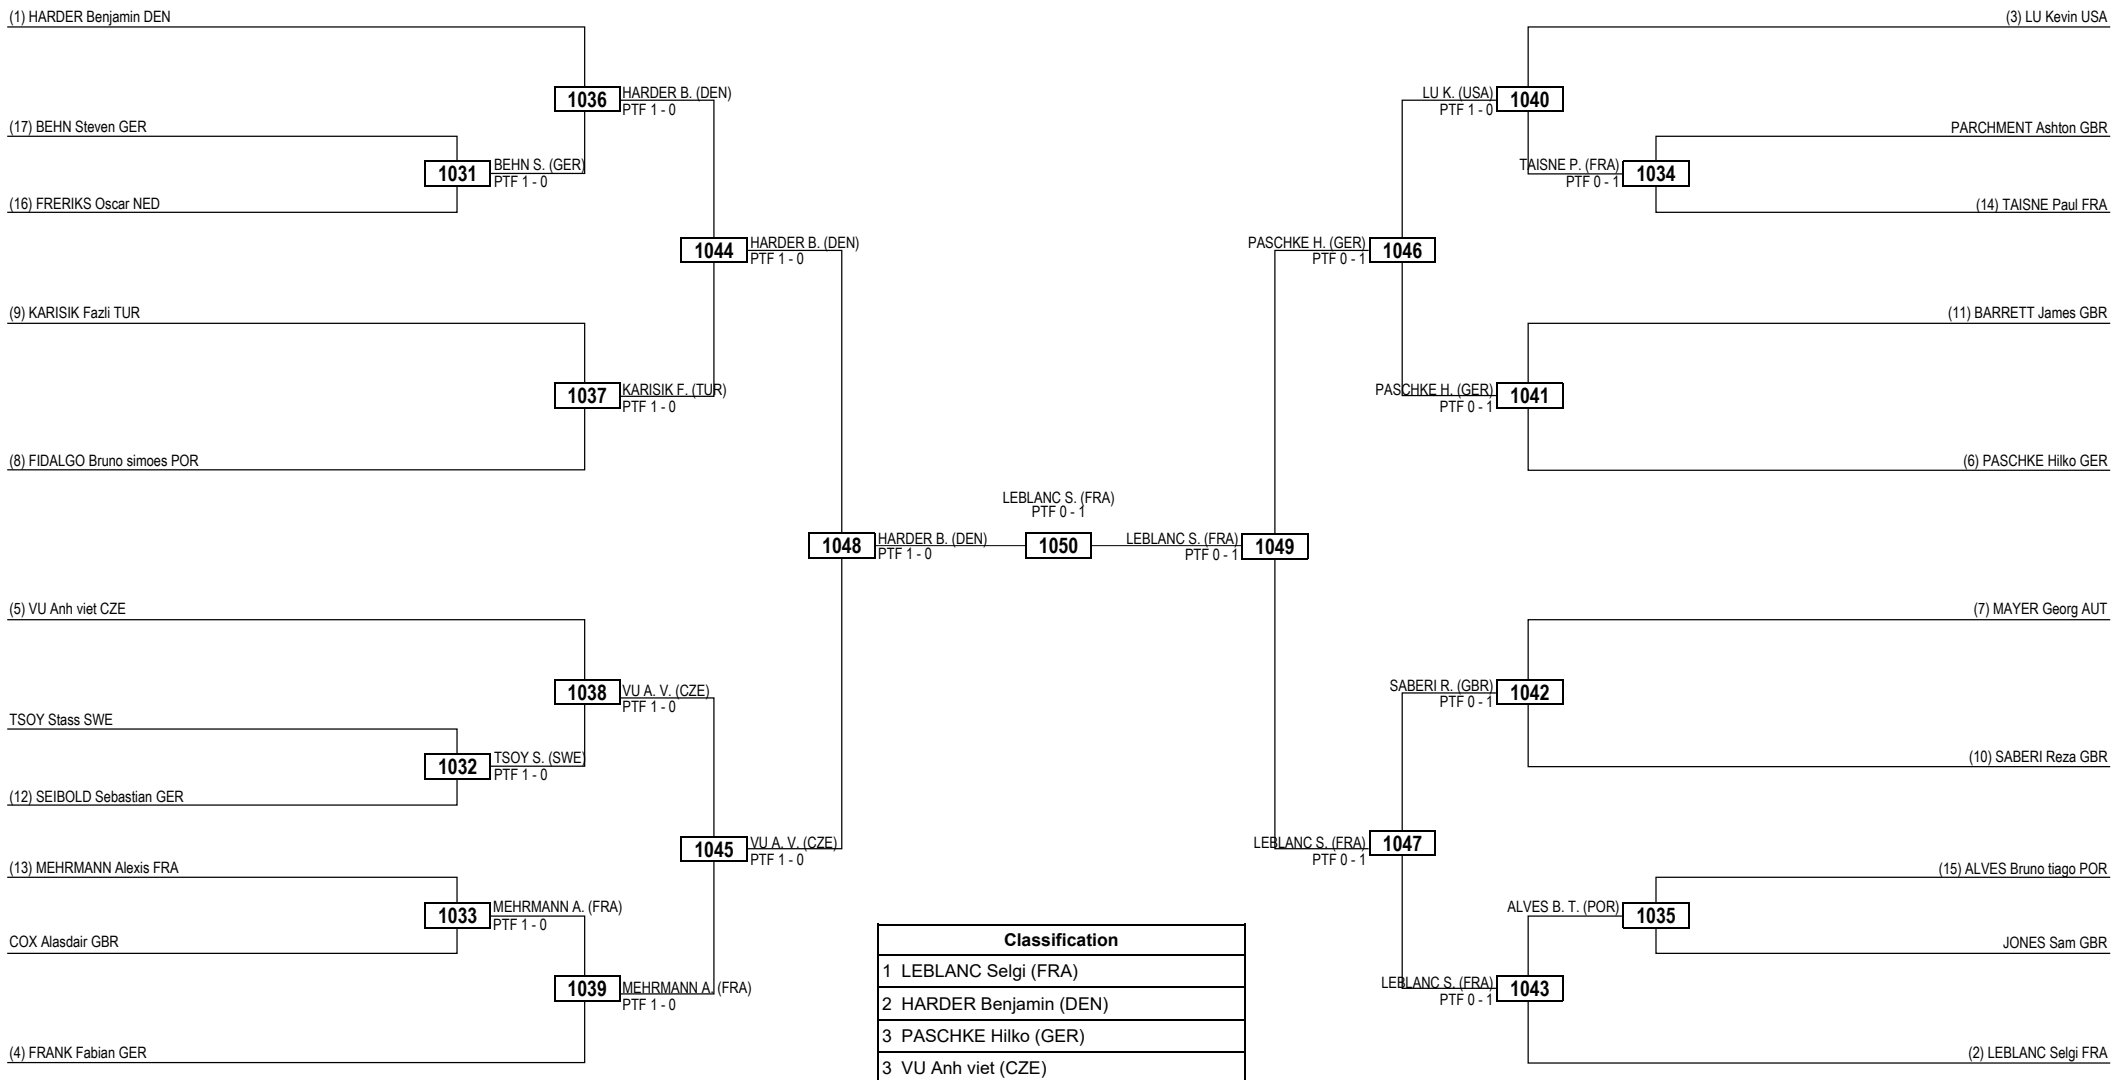 (1) HARDER Benjamin DEN
(3) LU Kevin USA
1036
HARDER B. (DEN)
PTF 1 - 0
LU K. (USA)
PTF 1 - 0
1040
(17) BEHN Steven GER
PARCHMENT Ashton GBR
1031
BEHN S. (GER)
PTF 1 - 0
TAISNE P. (FRA)
PTF 0 - 1
1034
(16) FRERIKS Oscar NED
(14) TAISNE Paul FRA
1044
HARDER B. (DEN)
PTF 1 - 0
PASCHKE H. (GER)
PTF 0 - 1
1046
(9) KARISIK Fazli TUR
(11) BARRETT James GBR
1037
KARISIK F. (TUR)
PTF 1 - 0
PASCHKE H. (GER)
PTF 0 - 1
1041
(8) FIDALGO Bruno simoes POR
(6) PASCHKE Hilko GER
LEBLANC S. (FRA)
PTF 0 - 1
1048
HARDER B. (DEN)
PTF 1 - 0
1050
LEBLANC S. (FRA)
PTF 0 - 1
1049
(5) VU Anh viet CZE
(7) MAYER Georg AUT
1038
VU A. V. (CZE)
PTF 1 - 0
SABERI R. (GBR)
PTF 0 - 1
1042
TSOY Stass SWE
1032
TSOY S. (SWE)
PTF 1 - 0
(10) SABERI Reza GBR
(12) SEIBOLD Sebastian GER
1045
VU A. V. (CZE)
PTF 1 - 0
LEBLANC S. (FRA)
PTF 0 - 1
1047
(13) MEHRMANN Alexis FRA
(15) ALVES Bruno tiago POR
1033
MEHRMANN A. (FRA)
PTF 1 - 0
ALVES B. T. (POR)
1035
COX Alasdair GBR
JONES Sam GBR
1039
MEHRMANN A. (FRA)
PTF 1 - 0
LEBLANC S. (FRA)
PTF 0 - 1
1043
(4) FRANK Fabian GER
(2) LEBLANC Selgi FRA
Classification
1 LEBLANC Selgi (FRA)
2 HARDER Benjamin (DEN)
3 PASCHKE Hilko (GER)
3 VU Anh viet (CZE)